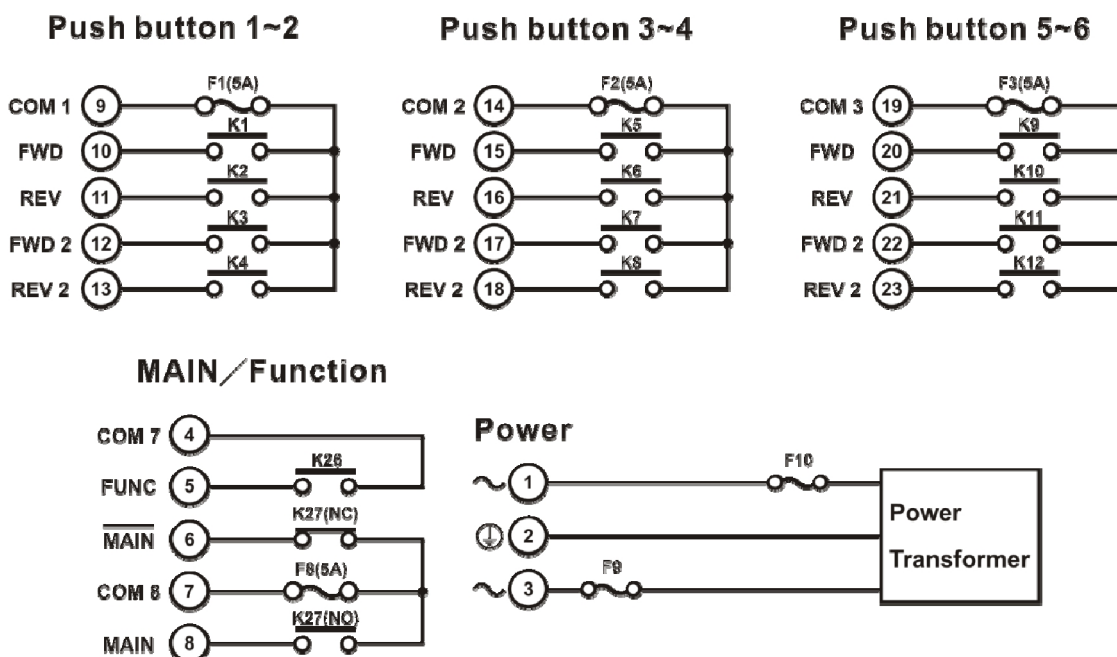 Push button 1~2
COM 1 9 F1(5A)
FWD 10 K1
REV 11 K2
FWD 2 12 K3
REV 2 13 K4
Push button 3~4
COM 2 14 F2(5A)
FWD 15 K5
REV 16 K6
FWD 2 17 K7
REV 2 18 K8
Push button 5~6
COM 3 19 F3(5A)
FWD 20 K9
REV 21 K10
FWD 2 22 K11
REV 2 23 K12
MAIN/Function
COM 7 4
FUNC 5 K26
MAIN 6 K27(NC)
COM 8 7 F8(5A)
MAIN 8 K27(NO)
Power
~ 1 F10
2
~ 3 F9
Power
Transformer